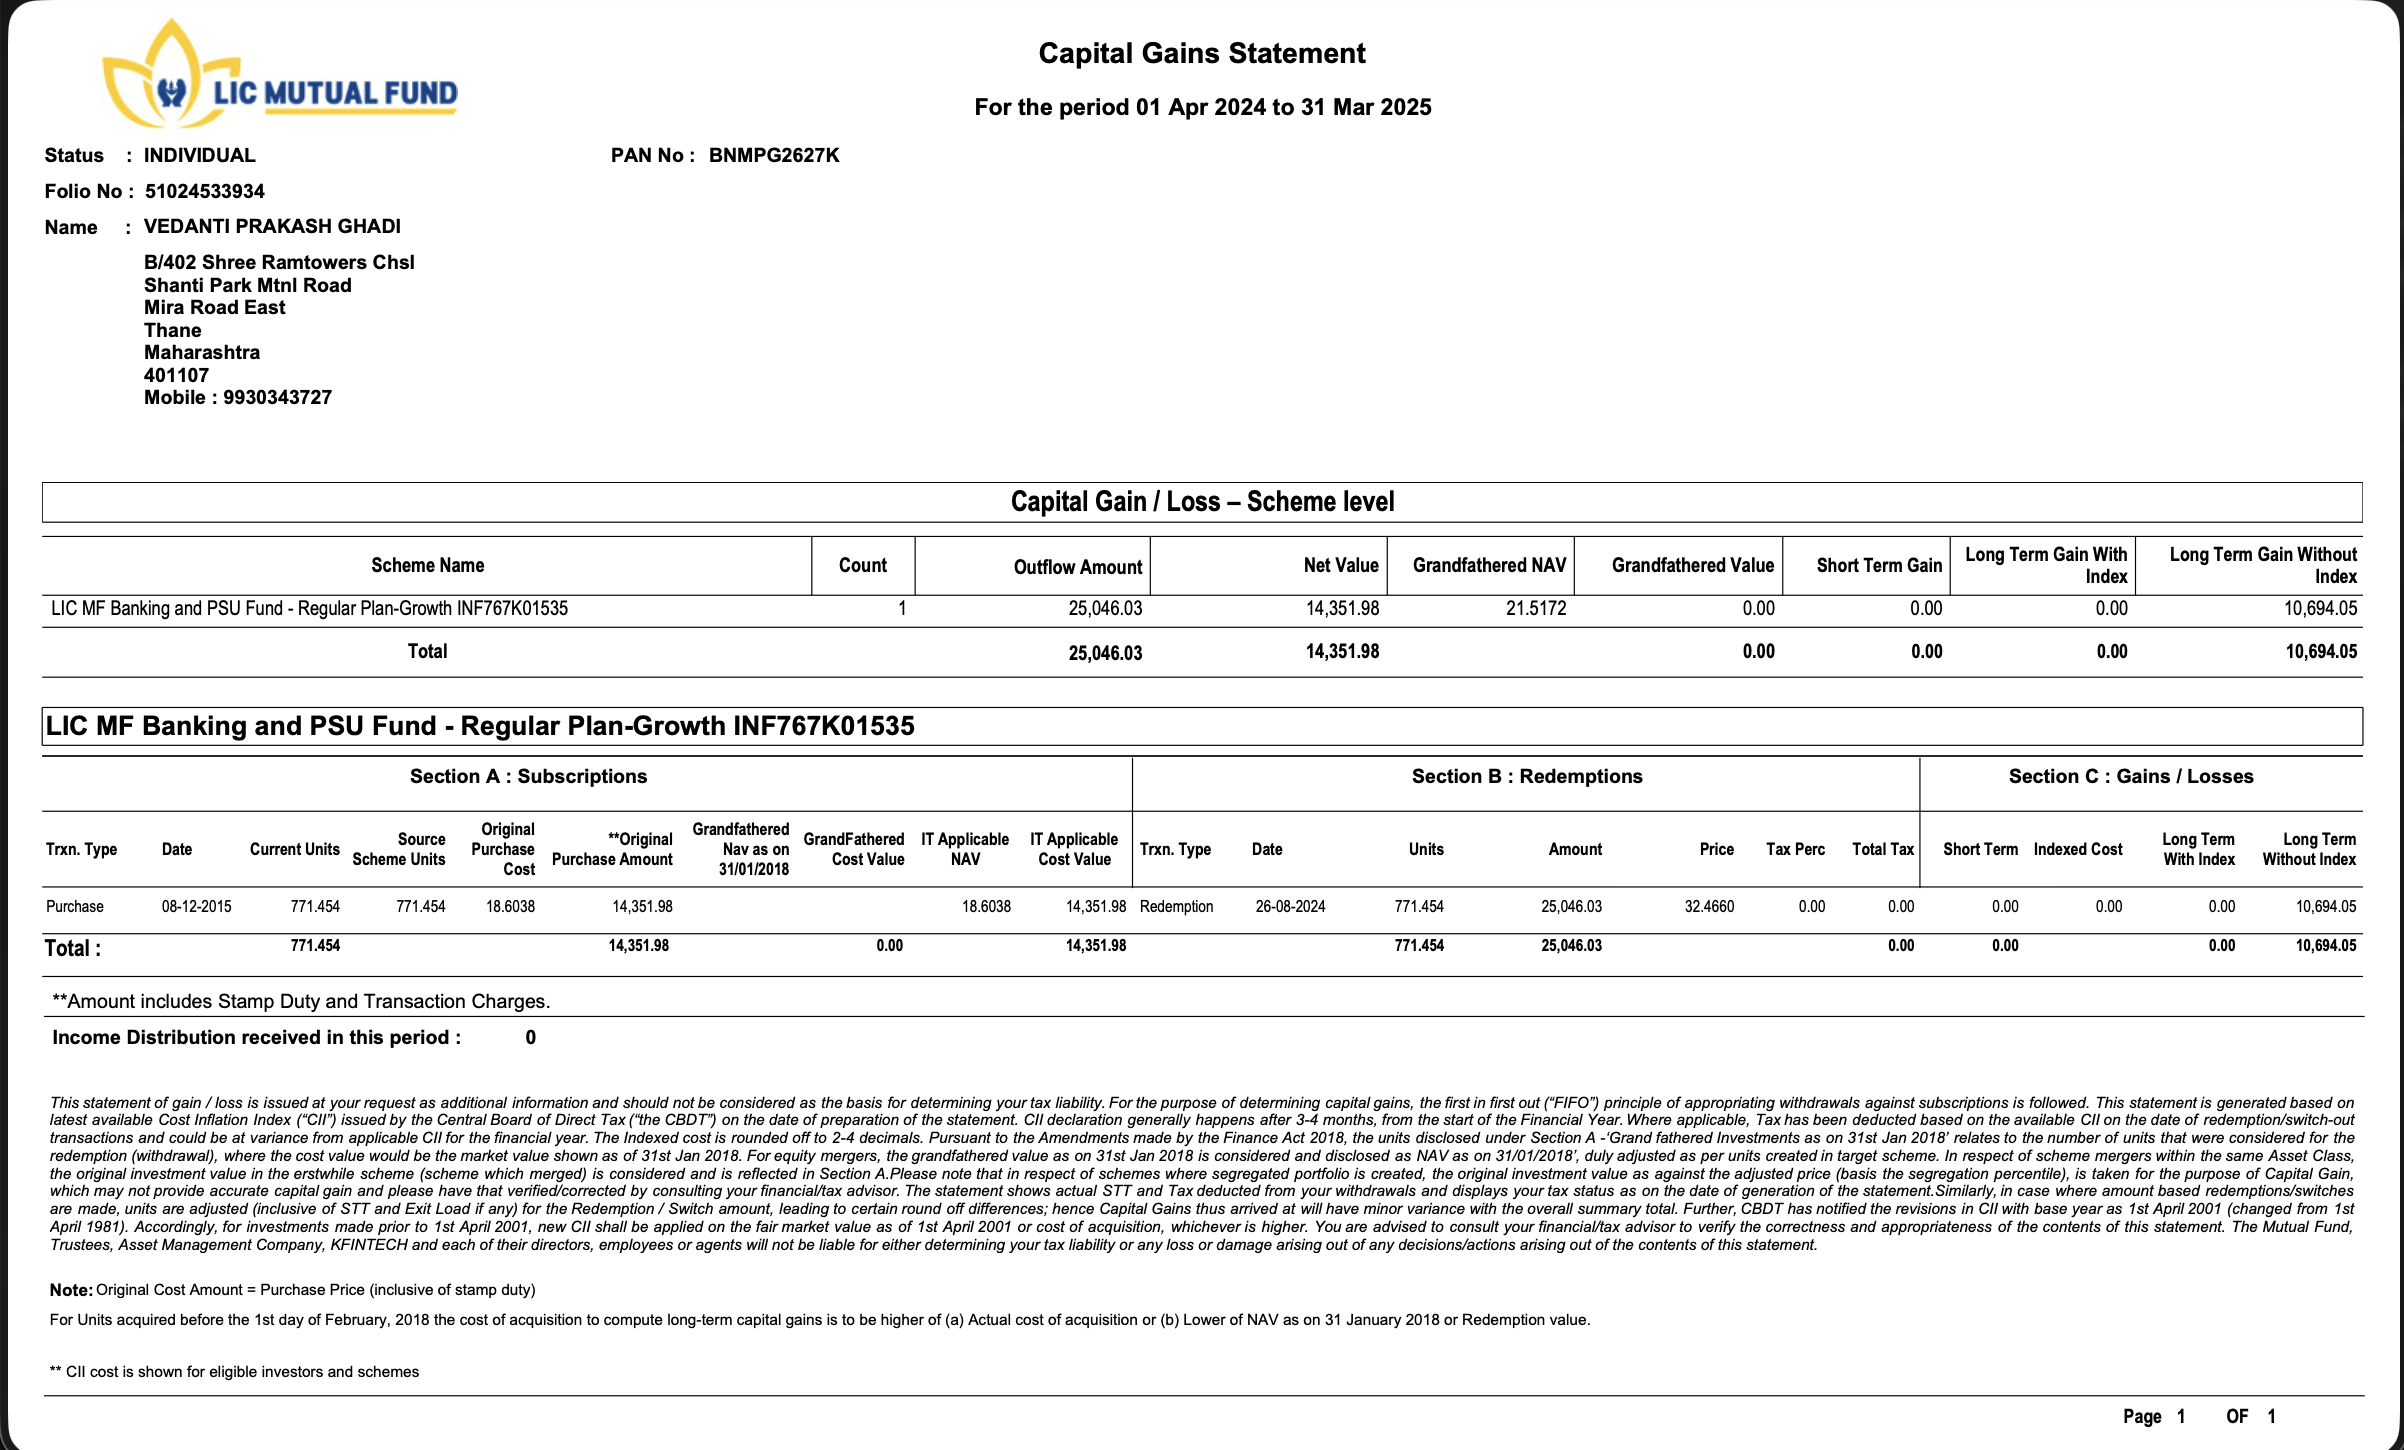 LIC MUTUAL FUND
Capital Gains Statement
For the period 01 Apr 2024 to 31 Mar 2025
Status : INDIVIDUAL PAN No : BNMPG2627K
Folio No : 51024533934
Name : VEDANTI PRAKASH GHADI
B/402 Shree Ramtowers Chsl
Shanti Park Mtnl Road
Mira Road East
Thane
Maharashtra
401107
Mobile : 9930343727
Capital Gain / Loss – Scheme level
Scheme Name Count Outflow Amount Net Value Grandfathered NAV Grandfathered Value Short Term Gain Long Term Gain With Index Long Term Gain Without Index
LIC MF Banking and PSU Fund - Regular Plan-Growth INF767K01535 1 25,046.03 14,351.98 21.5172 0.00 0.00 0.00 10,694.05
Total 25,046.03 14,351.98 0.00 0.00 0.00 10,694.05
LIC MF Banking and PSU Fund - Regular Plan-Growth INF767K01535
Section A : Subscriptions Section B : Redemptions Section C : Gains / Losses
Trxn. Type Date Current Units Source Scheme Units Original Purchase Cost **Original Purchase Amount Grandfathered Nav as on 31/01/2018 GrandFathered Cost Value IT Applicable NAV IT Applicable Cost Value Trxn. Type Date Units Amount Price Tax Perc Total Tax Short Term Indexed Cost Long Term With Index Long Term Without Index
Purchase 08-12-2015 771.454 771.454 18.6038 14,351.98 18.6038 14,351.98 Redemption 26-08-2024 771.454 25,046.03 32.4660 0.00 0.00 0.00 0.00 0.00 10,694.05
Total : 771.454 14,351.98 0.00 14,351.98 771.454 25,046.03 0.00 0.00 0.00 10,694.05
**Amount includes Stamp Duty and Transaction Charges.
Income Distribution received in this period : 0
This statement of gain / loss is issued at your request as additional information and should not be considered as the basis for determining your tax liability. For the purpose of determining capital gains, the first in first out (“FIFO”) principle of appropriating withdrawals against subscriptions is followed. This statement is generated based on
latest available Cost Inflation Index (“CII”) issued by the Central Board of Direct Tax (“the CBDT”) on the date of preparation of the statement. CII declaration generally happens after 3-4 months, from the start of the Financial Year. Where applicable, Tax has been deducted based on the available CII on the date of redemption/switch-out
transactions and could be at variance from applicable CII for the financial year. The Indexed cost is rounded off to 2-4 decimals. Pursuant to the Amendments made by the Finance Act 2018, the units disclosed under Section A -‘Grand fathered Investments as on 31st Jan 2018’ relates to the number of units that were considered for the
redemption (withdrawal), where the cost value would be the market value shown as of 31st Jan 2018. For equity mergers, the grandfathered value as on 31st Jan 2018 is considered and disclosed as NAV as on 31/01/2018’, duly adjusted as per units created in target scheme. In respect of scheme mergers within the same Asset Class,
the original investment value in the erstwhile scheme (scheme which merged) is considered and is reflected in Section A.Please note that in respect of schemes where segregated portfolio is created, the original investment value as against the adjusted price (basis the segregation percentile), is taken for the purpose of Capital Gain,
which may not provide accurate capital gain and please have that verified/corrected by consulting your financial/tax advisor. The statement shows actual STT and Tax deducted from your withdrawals and displays your tax status as on the date of generation of the statement.Similarly, in case where amount based redemptions/switches
are made, units are adjusted (inclusive of STT and Exit Load if any) for the Redemption / Switch amount, leading to certain round off differences; hence Capital Gains thus arrived at will have minor variance with the overall summary total. Further, CBDT has notified the revisions in CII with base year as 1st April 2001 (changed from 1st
April 1981). Accordingly, for investments made prior to 1st April 2001, new CII shall be applied on the fair market value as of 1st April 2001 or cost of acquisition, whichever is higher. You are advised to consult your financial/tax advisor to verify the correctness and appropriateness of the contents of this statement. The Mutual Fund,
Trustees, Asset Management Company, KFINTECH and each of their directors, employees or agents will not be liable for either determining your tax liability or any loss or damage arising out of any decisions/actions arising out of the contents of this statement.
Note: Original Cost Amount = Purchase Price (inclusive of stamp duty)
For Units acquired before the 1st day of February, 2018 the cost of acquisition to compute long-term capital gains is to be higher of (a) Actual cost of acquisition or (b) Lower of NAV as on 31 January 2018 or Redemption value.
** CII cost is shown for eligible investors and schemes
Page 1 OF 1